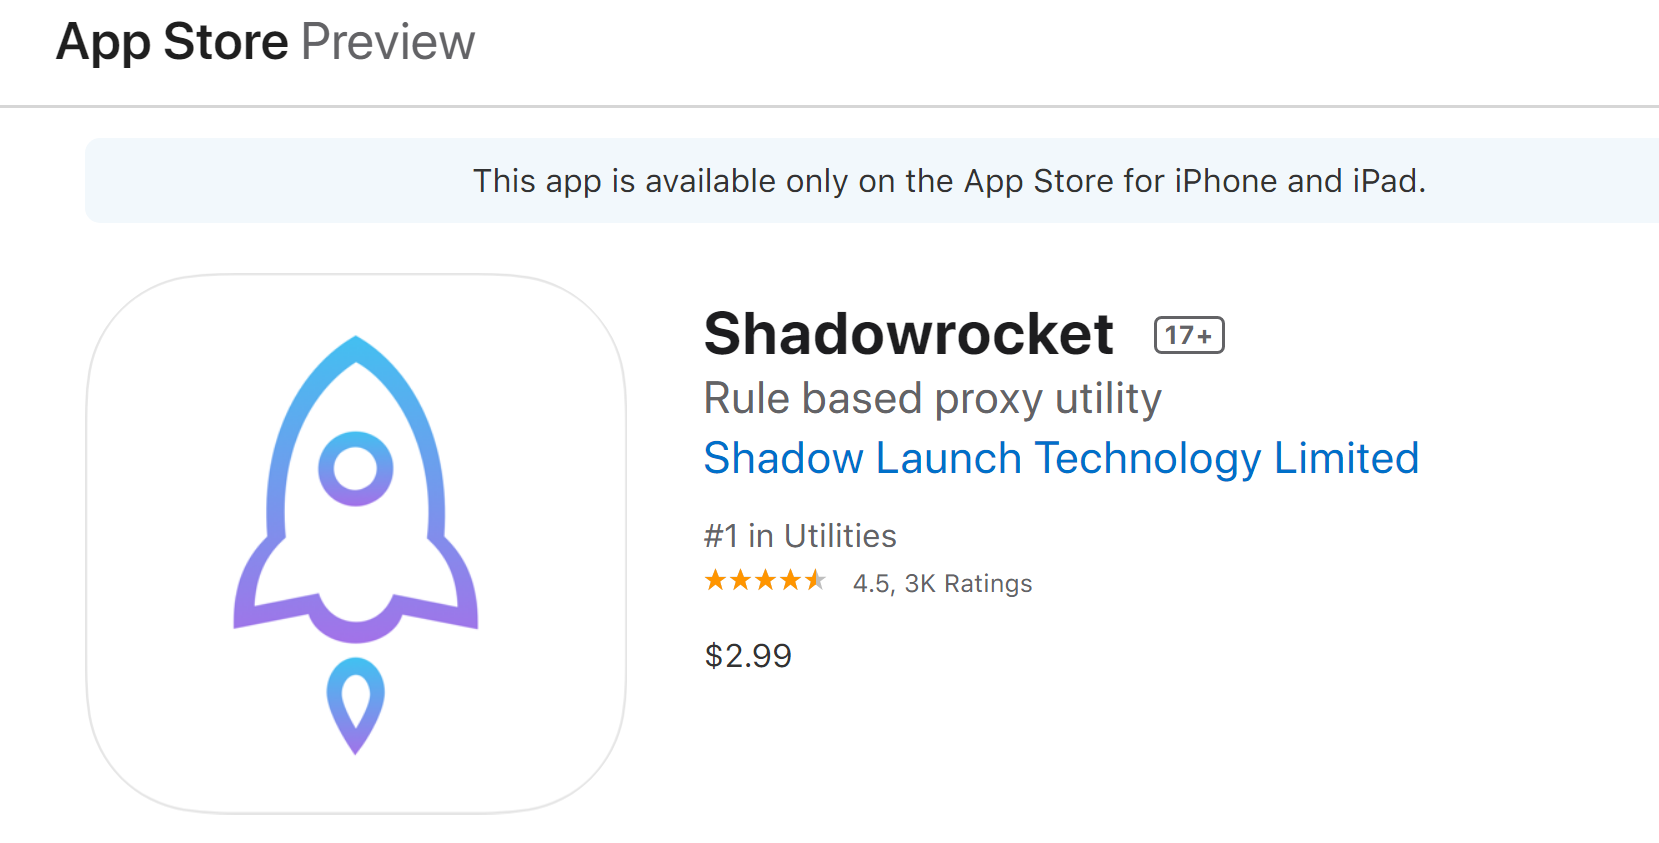 App Store Preview
This app is available only on the App Store for iPhone and iPad.
Shadowrocket 17+
Rule based proxy utility
Shadow Launch Technology Limited
#1 in Utilities
4.5, 3K Ratings
$2.99